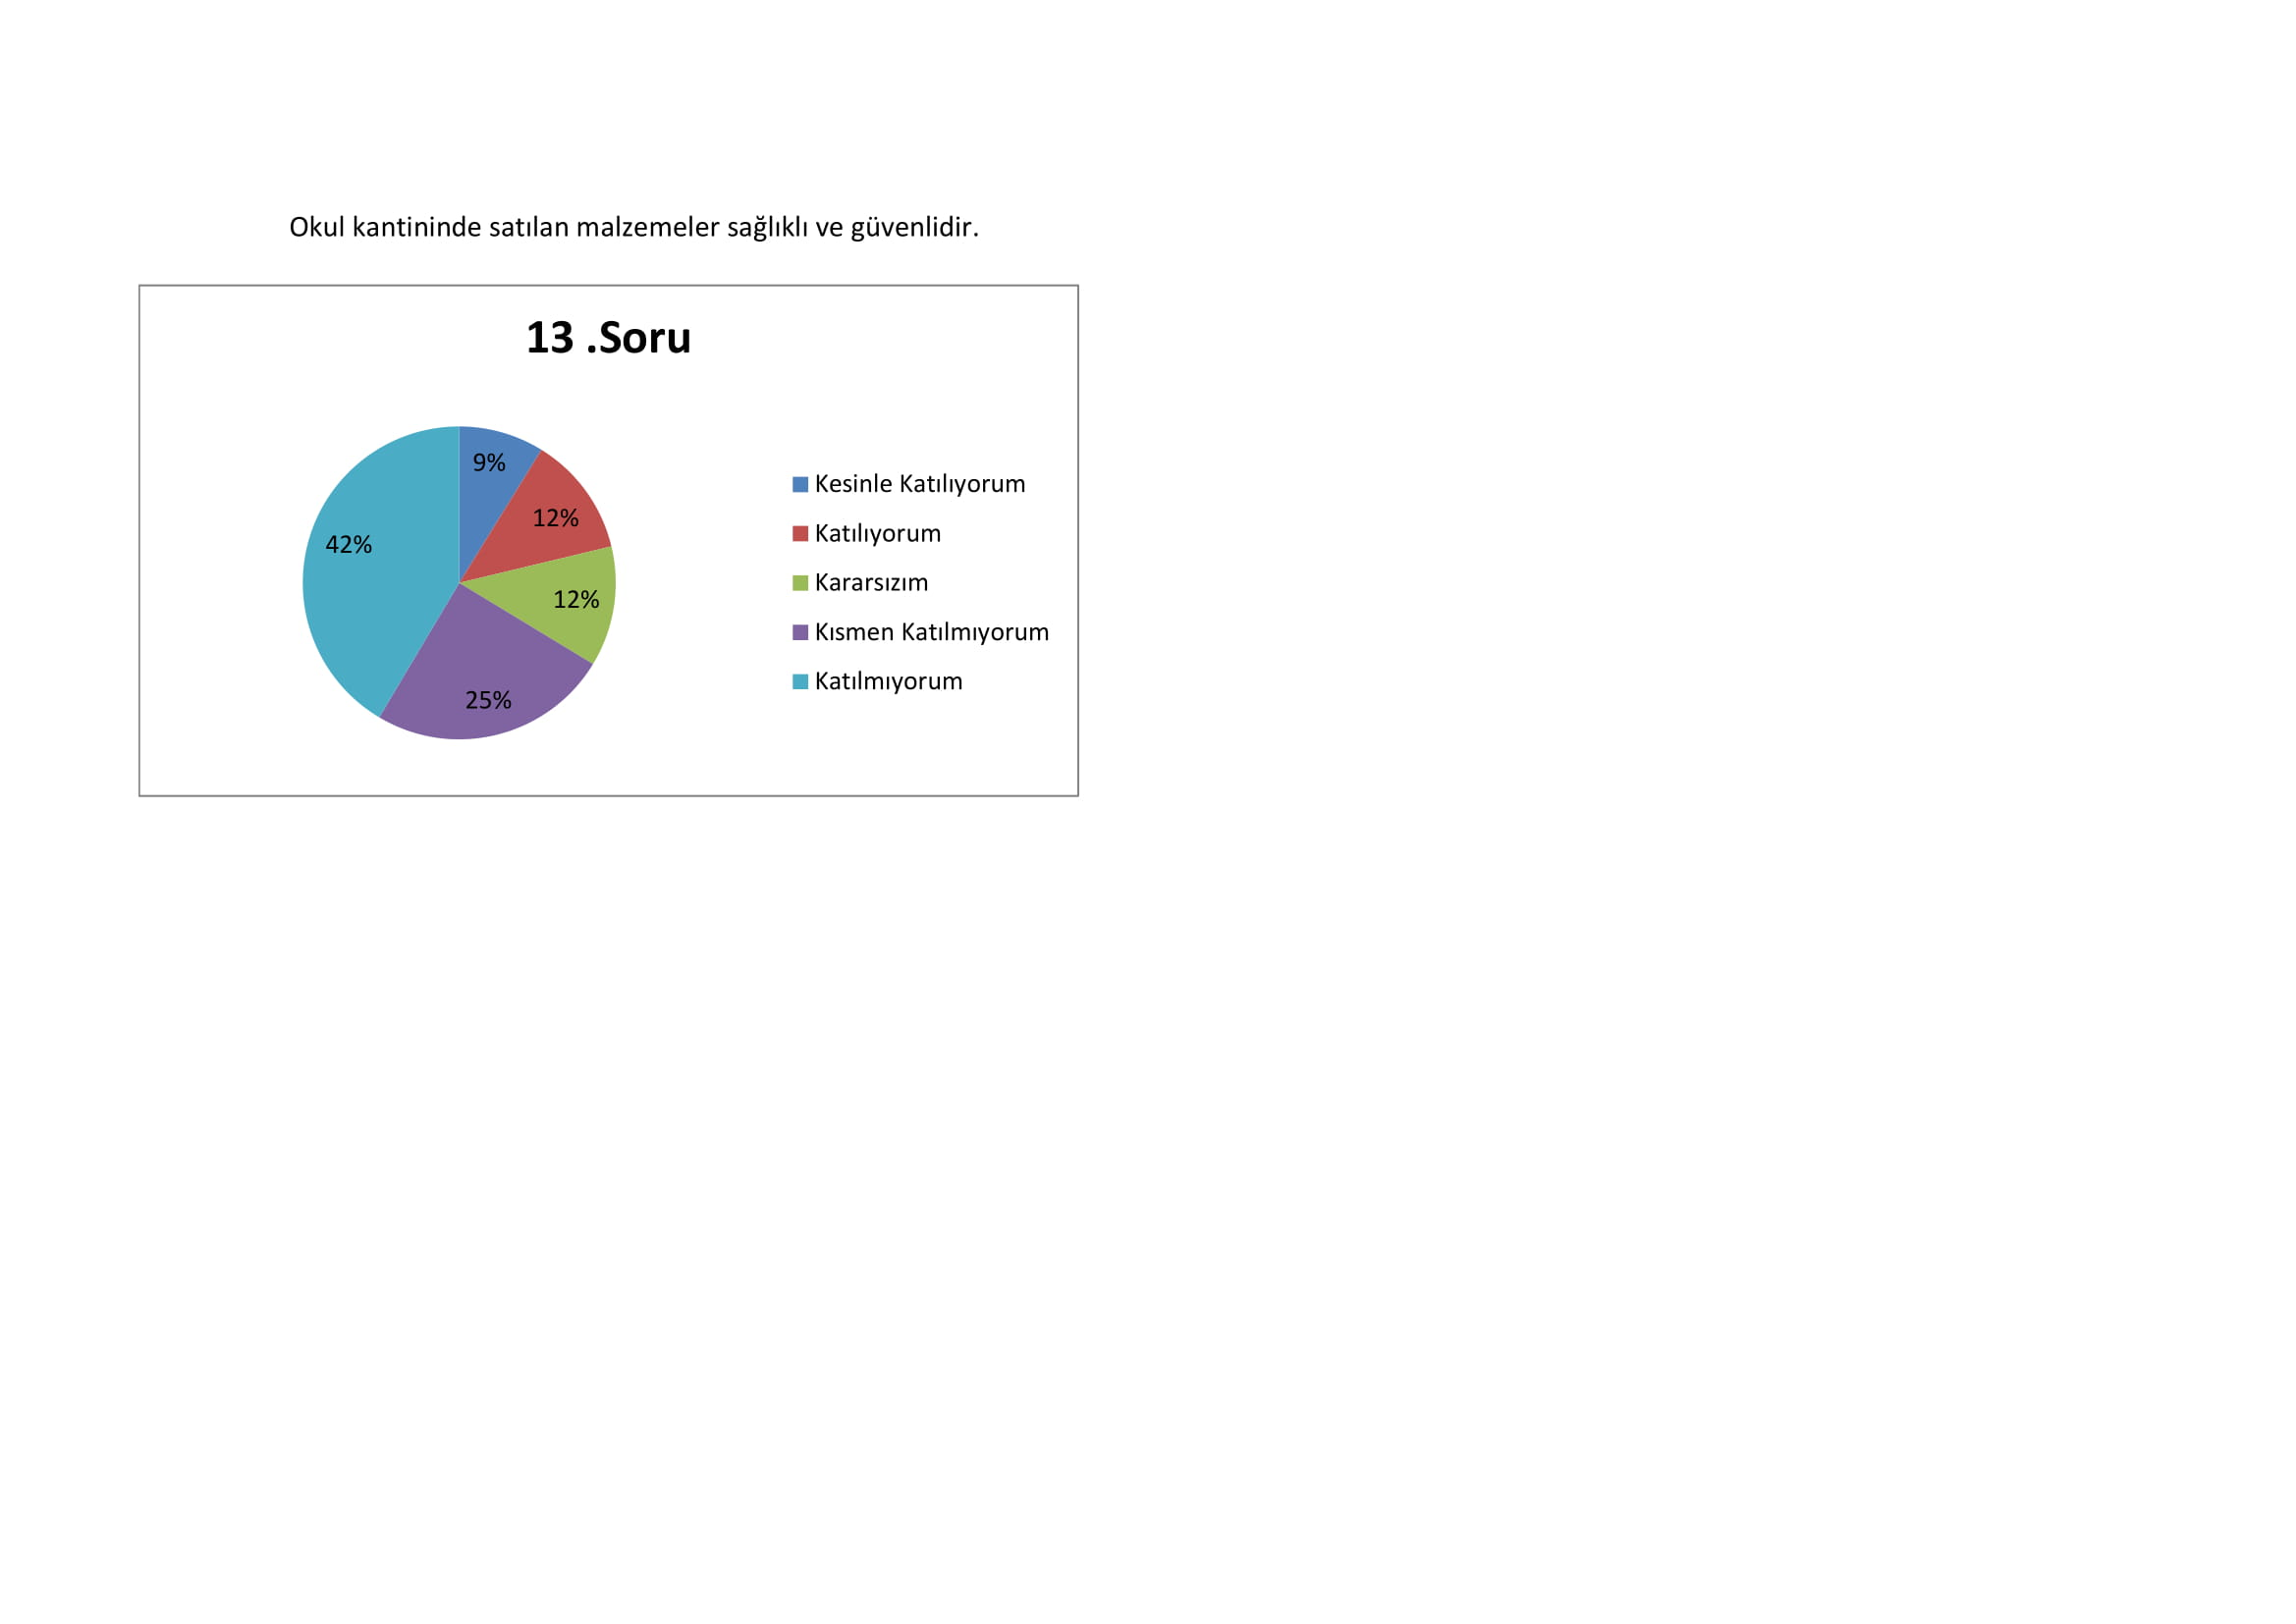 Okul kantininde satılan malzemeler sağlıklı ve güvenlidir.
13 .Soru
9%
12%
12%
25%
42%
Kesinle Katılıyorum
Katılıyorum
Kararsızım
Kısmen Katılmıyorum
Katılmıyorum